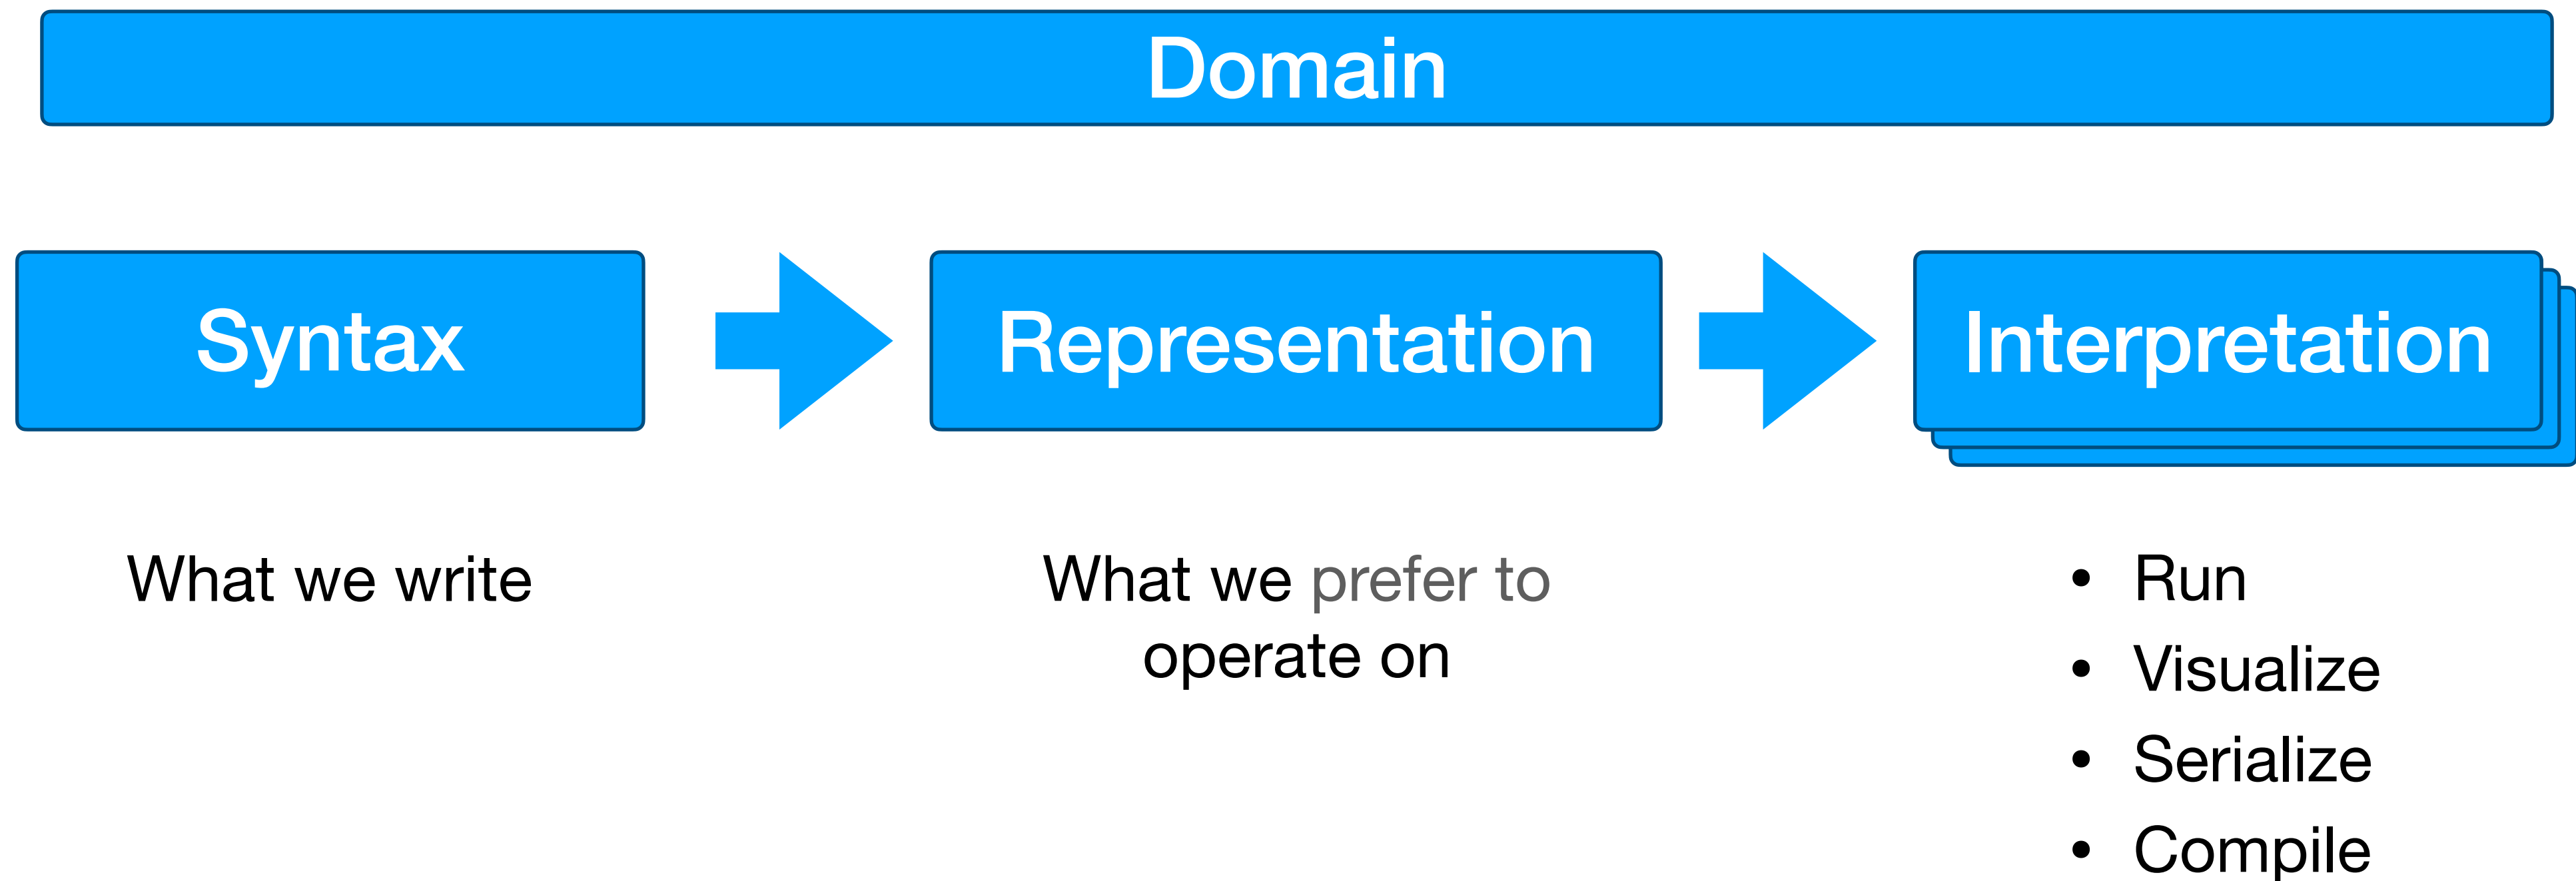 Domain
Syntax
Representation
Interpretation
What we write
What we prefer to
operate on
• Run
• Visualize
• Serialize
• Compile